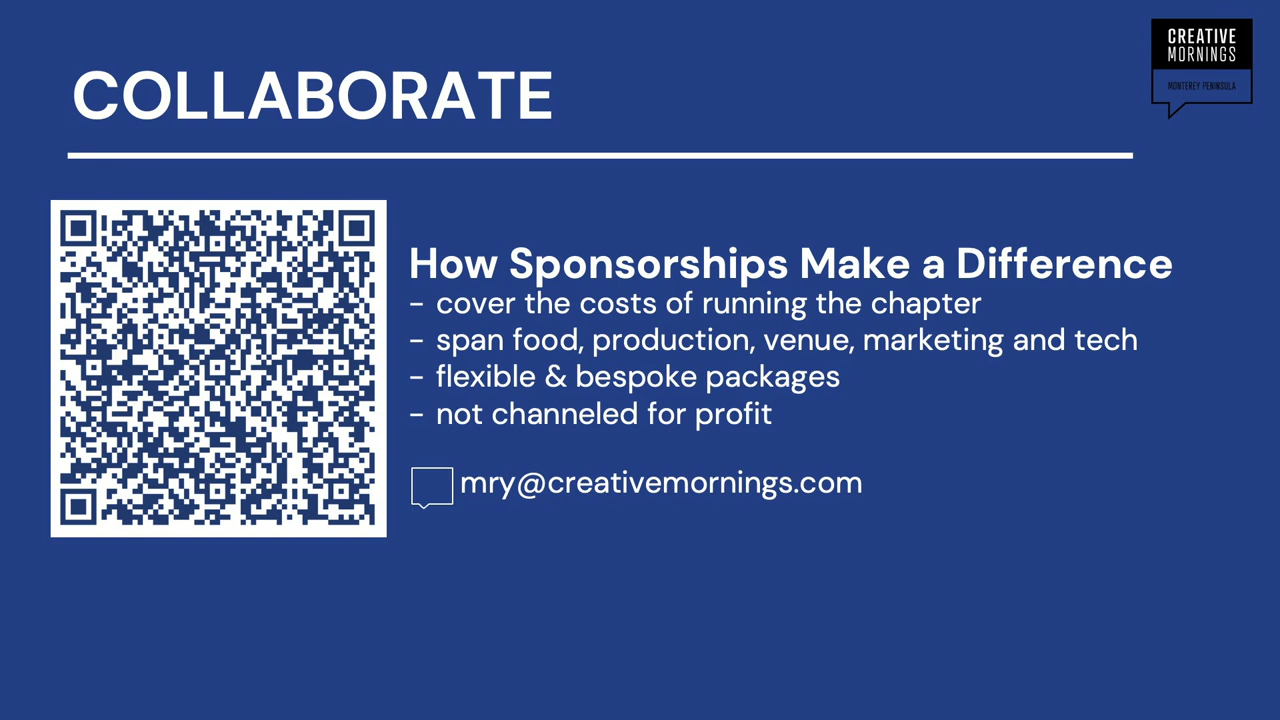 CREATIVE
MORNINGS
MONTEREY PENINSULA
COLLABORATE
How Sponsorships Make a Difference
- cover the costs of running the chapter
- span food, production, venue, marketing and tech
- flexible & bespoke packages
- not channeled for profit
mry@creativemornings.com